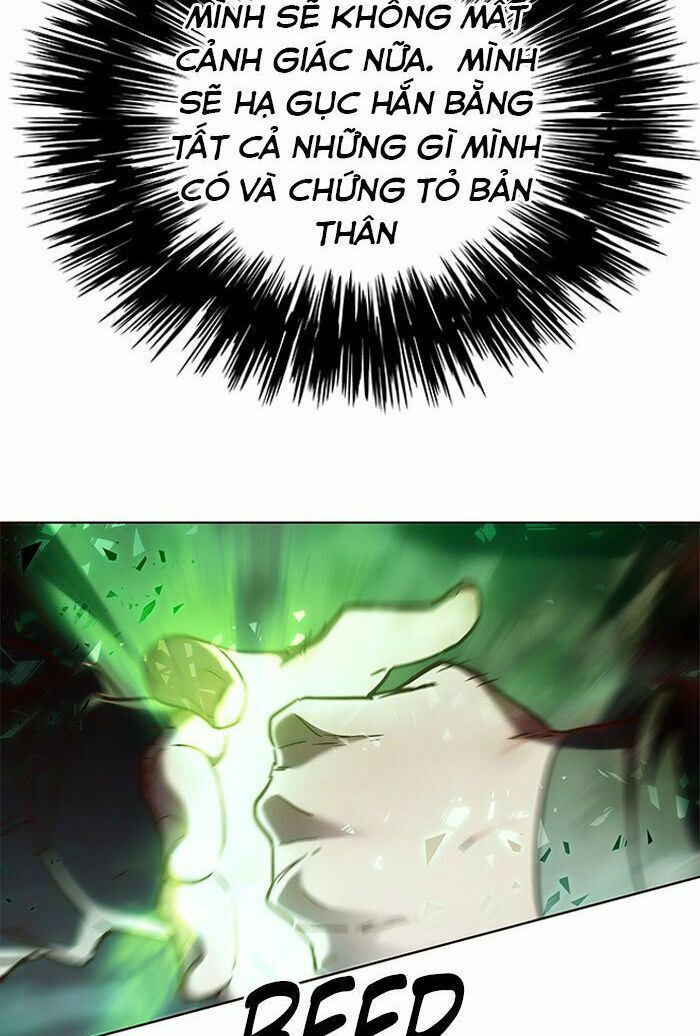 MÌNH SẼ KHÔNG MẤT
CẢNH GIÁC NỮA. MÌNH
SẼ HẠ GỤC HẮN BẰNG
TẤT CẢ NHỮNG GÌ MÌNH
CÓ VÀ CHỨNG TỎ BẢN
THÂN